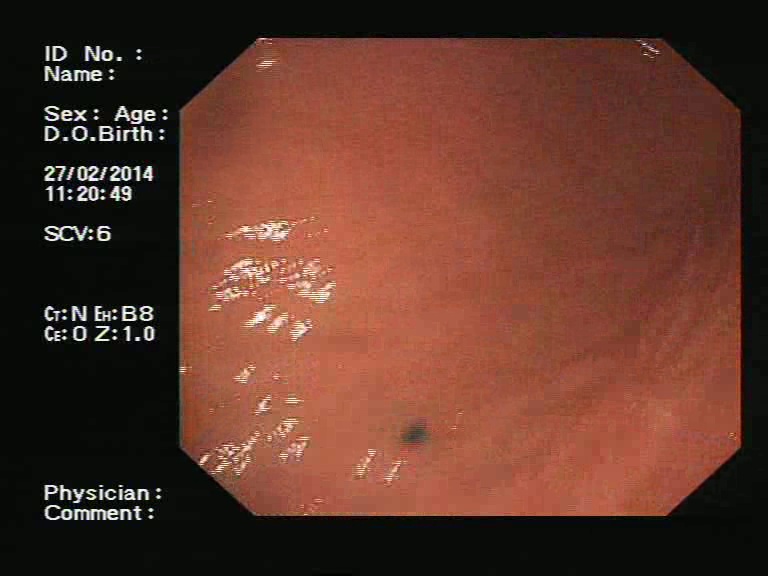 ID No. :
Name:
Sex: Age:
D.O.Birth:
27/02/2014
11:20:49
SCV:6
CT:N EH:B8
CE:0 Z:1.0
Physician:
Comment: